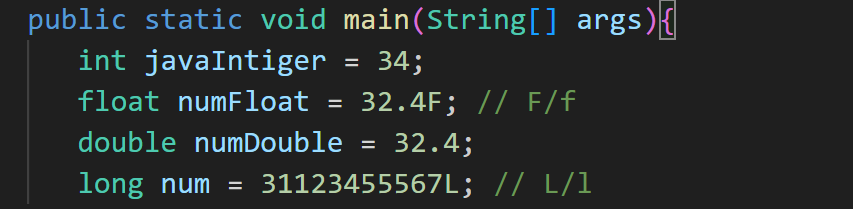 public static void main(String[] args){
int javaIntiger = 34;
float numFloat = 32.4F; // F/f
double numDouble = 32.4;
long num = 31123455567L; // L/l